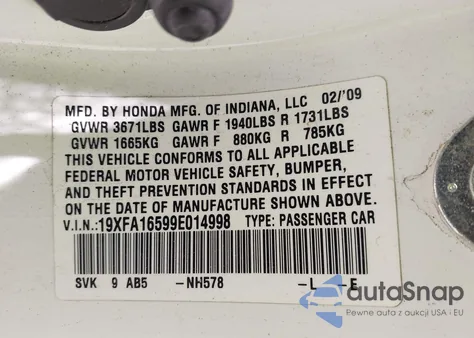 MFD. BY HONDA MFG. OF INDIANA, LLC 02/'09
GVWR 3671LBS GAWR F 1940LBS R 1731LBS
GVWR 1665KG GAWR F 880KG R 785KG
THIS VEHICLE CONFORMS TO ALL APPLICABLE
FEDERAL MOTOR VEHICLE SAFETY, BUMPER,
AND THEFT PREVENTION STANDARDS IN EFFECT
ON THE DATE OF MANUFACTURE SHOWN ABOVE.
V.I.N.:19XFA16599E014998 TYPE: PASSENGER CAR
SVK 9 AB5 -NH578 -L -E
autoSnap
Pewne auta z aukcji USA i EU